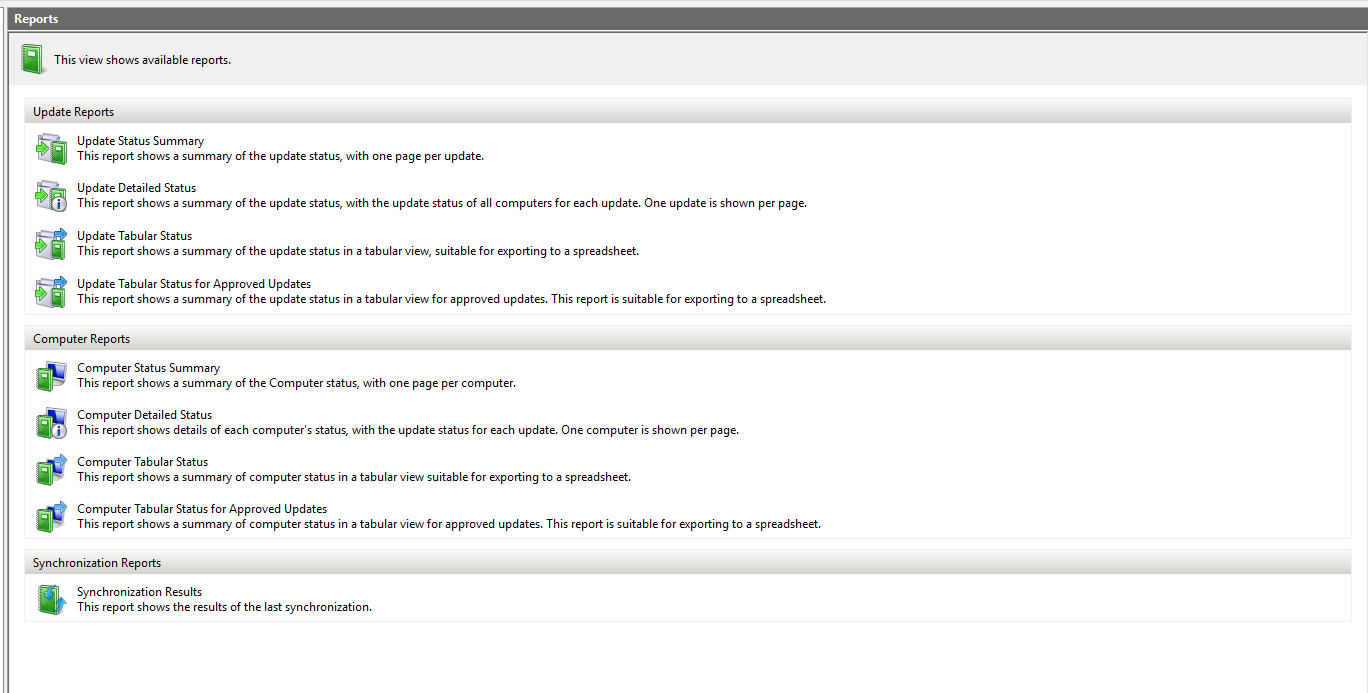 Reports
This view shows available reports.
Update Reports
Update Status Summary
This report shows a summary of the update status, with one page per update.
Update Detailed Status
This report shows a summary of the update status, with the update status of all computers for each update. One update is shown per page.
Update Tabular Status
This report shows a summary of the update status in a tabular view, suitable for exporting to a spreadsheet.
Update Tabular Status for Approved Updates
This report shows a summary of the update status in a tabular view for approved updates. This report is suitable for exporting to a spreadsheet.
Computer Reports
Computer Status Summary
This report shows a summary of the Computer status, with one page per computer.
Computer Detailed Status
This report shows details of each computer's status, with the update status for each update. One computer is shown per page.
Computer Tabular Status
This report shows a summary of computer status in a tabular view suitable for exporting to a spreadsheet.
Computer Tabular Status for Approved Updates
This report shows a summary of computer status in a tabular view for approved updates. This report is suitable for exporting to a spreadsheet.
Synchronization Reports
Synchronization Results
This report shows the results of the last synchronization.